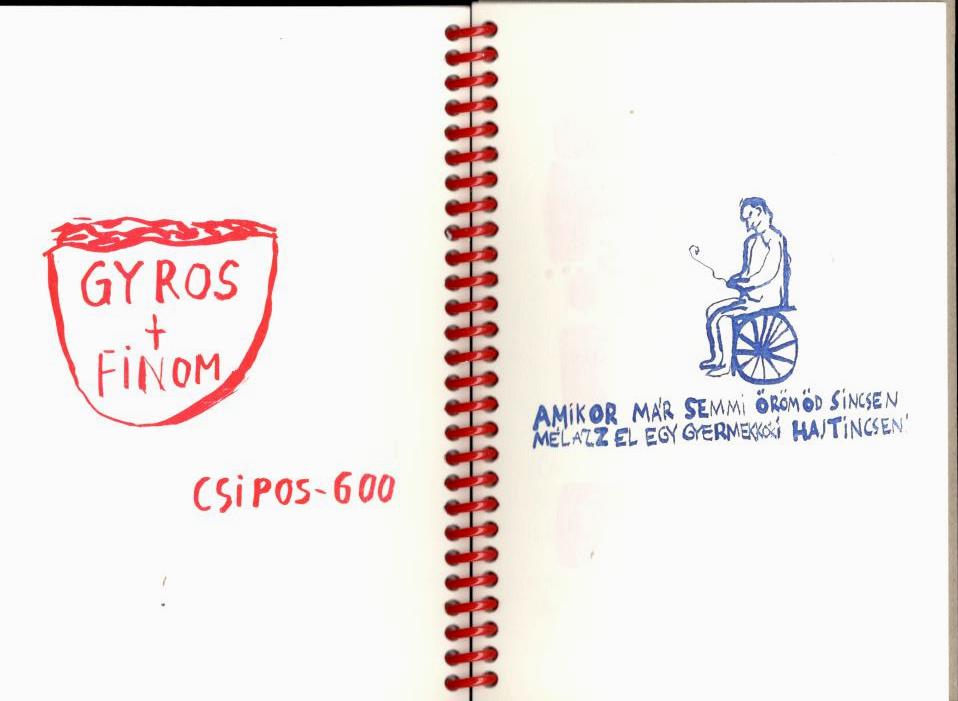 GYROS
+
FINOM
CSIPOS-600
AMIKOR MÁR SEMMI ÖRÖMÖD SINCSEN
MÉLÁZZ EL EGY GYERMEKKORI HAJTINCSEN!